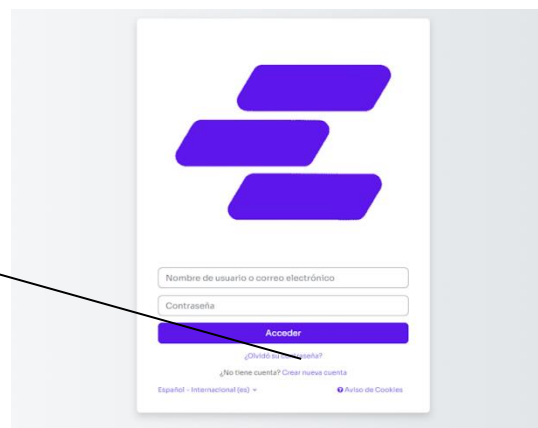 Nombre de usuario o correo electrónico
Contraseña
Acceder
¿Olvidó su contraseña?
¿No tiene cuenta? Crear nueva cuenta
Español - Internacional (es) Aviso de Cookies